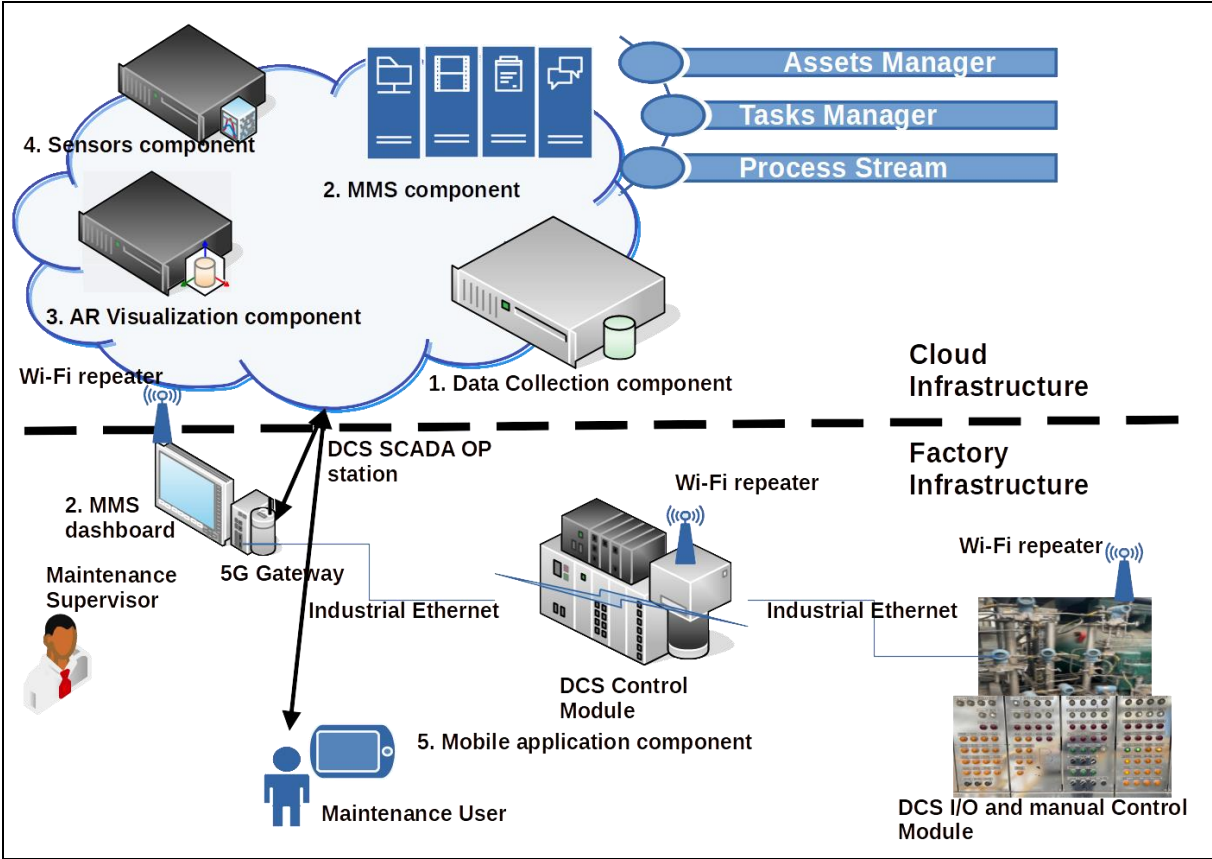 Assets Manager
Tasks Manager
Process Stream
4. Sensors component
2. MMS component
3. AR Visualization component
1. Data Collection component
Cloud
Infrastructure
Wi-Fi repeater
DCS SCADA OP
station
Factory
Infrastructure
2. MMS
dashboard
Wi-Fi repeater
Wi-Fi repeater
Maintenance
Supervisor
5G Gateway
Industrial Ethernet
Industrial Ethernet
DCS Control
Module
5. Mobile application component
Maintenance User
DCS I/O and manual Control
Module